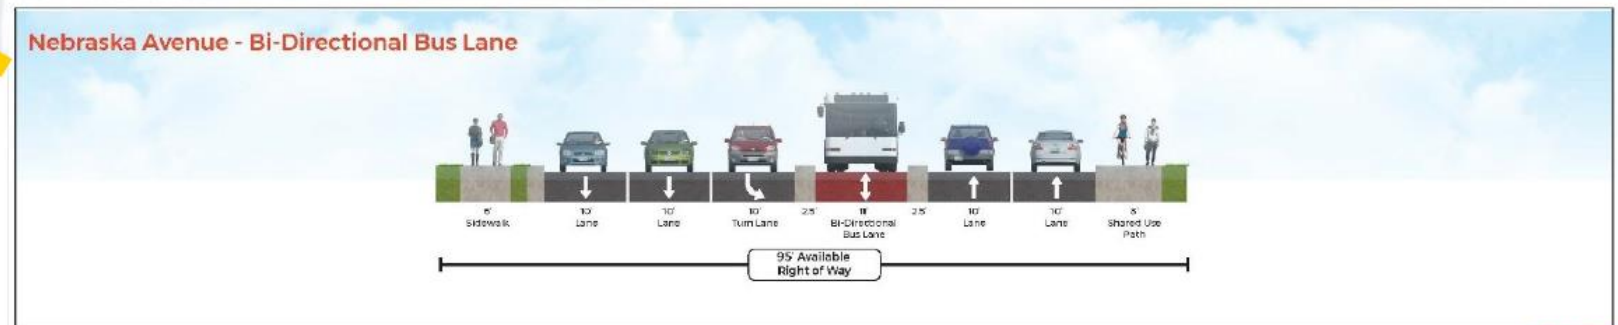 Nebraska Avenue - Bi-Directional Bus Lane
6'
Sidewalk
10'
Lane
10'
Lane
10'
Turn Lane
2.5'
11'
Bi-Directional
Bus Lane
2.5'
10'
Lane
10'
Lane
8'
Shared Use
Path
95' Available
Right of Way